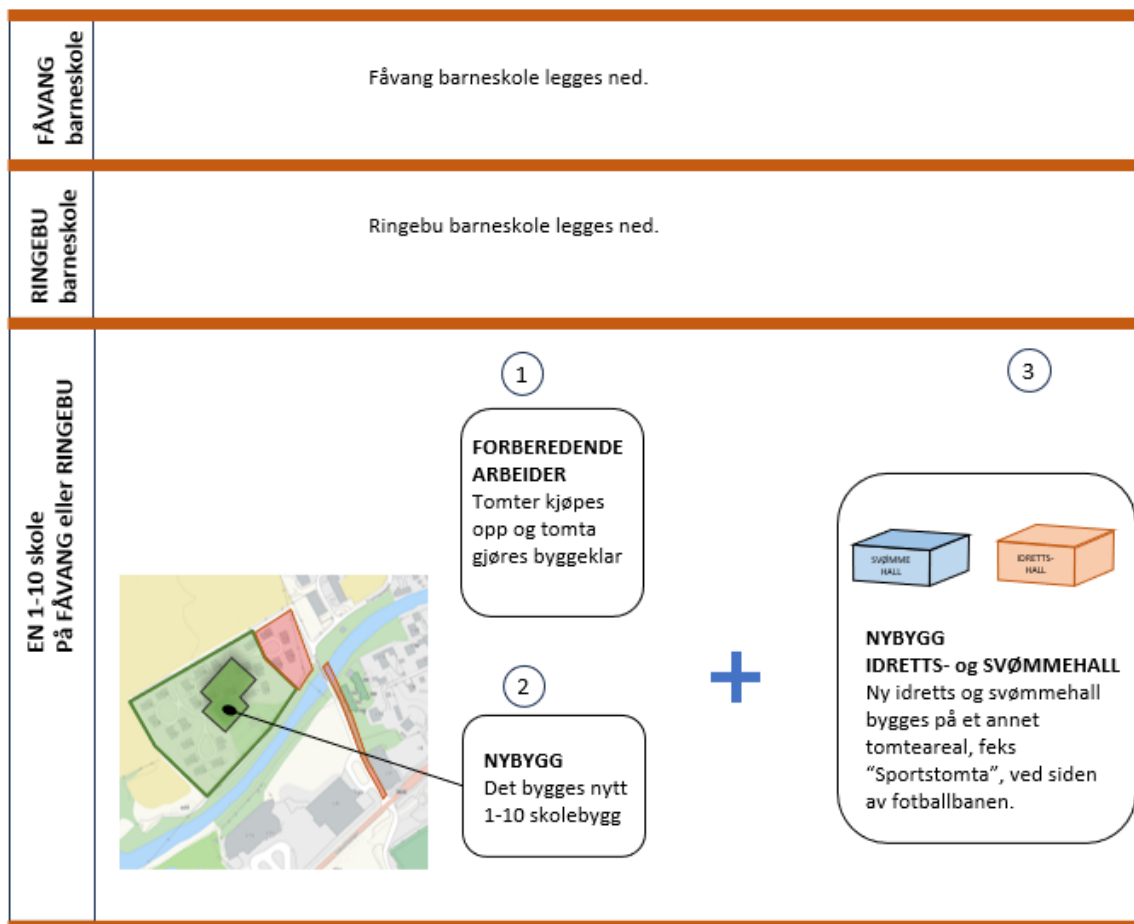 FÅVANG
barneskole
Fåvang barneskole legges ned.
RINGEBU
barneskole
Ringebu barneskole legges ned.
EN 1-10 skole
På FÅVANG eller RINGEBU
1
FORBEREDENDE
ARBEIDER
Tomter kjøpes
opp og tomta
gjøres byggeklar
2
NYBYGG
Det bygges nytt
1-10 skolebygg
3
SVØMME
HALL
IDRETTS-
HALL
NYBYGG
IDRETTS- og SVØMMEHALL
Ny idretts og svømmehall
bygges på et annet
tomteareal, feks
“Sportstomta”, ved siden
av fotballbanen.